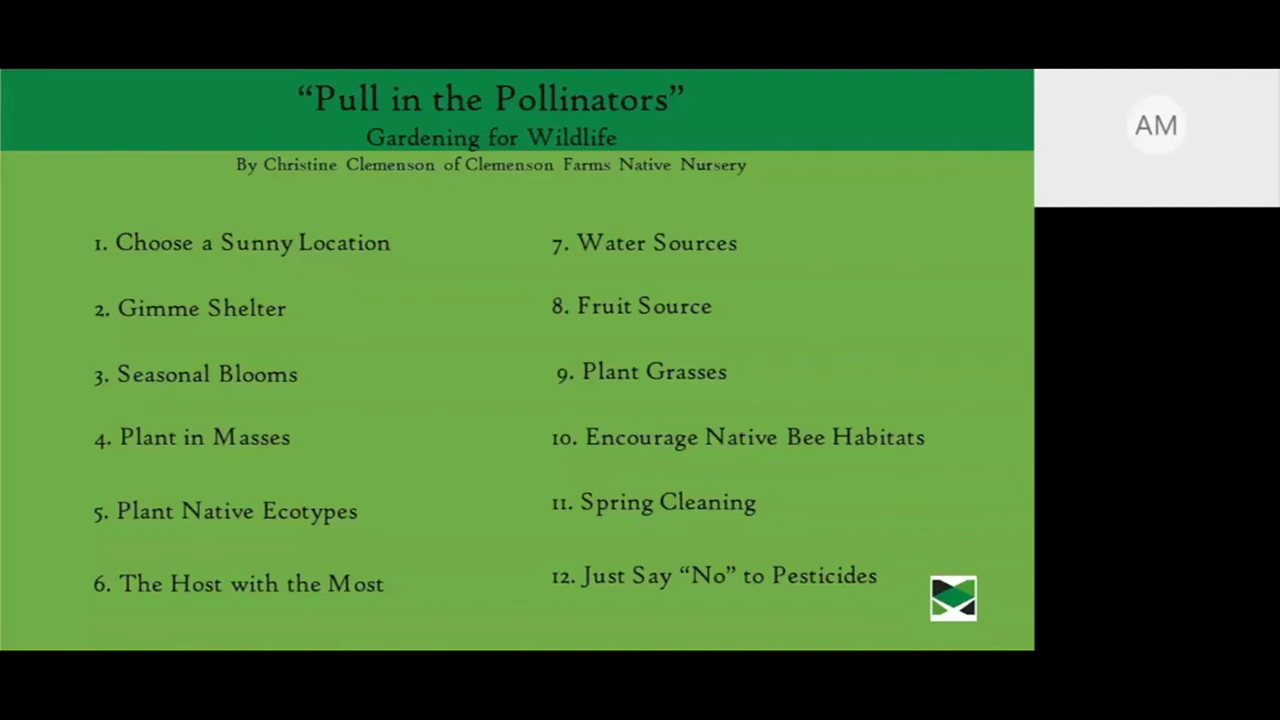 “Pull in the Pollinators”
Gardening for Wildlife
By Christine Clemenson of Clemenson Farms Native Nursery
1. Choose a Sunny Location
2. Gimme Shelter
3. Seasonal Blooms
4. Plant in Masses
5. Plant Native Ecotypes
6. The Host with the Most
7. Water Sources
8. Fruit Source
9. Plant Grasses
10. Encourage Native Bee Habitats
11. Spring Cleaning
12. Just Say “No” to Pesticides
AM